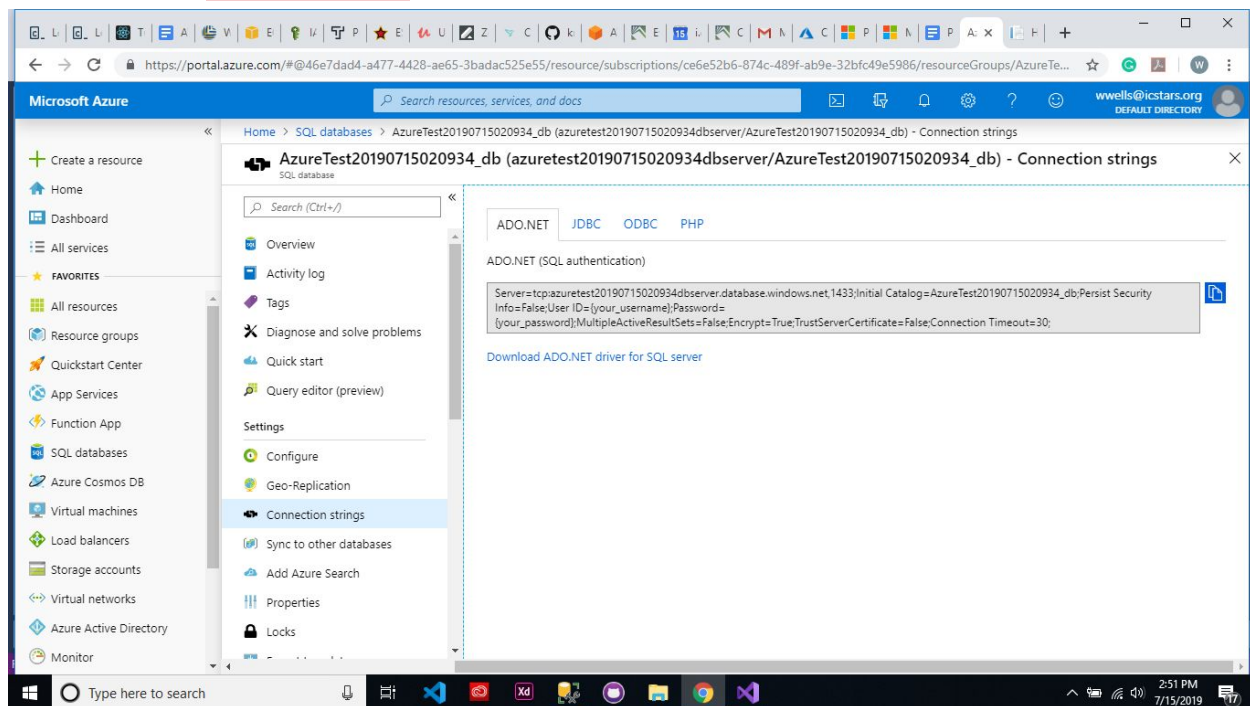 https://portal.azure.com/#@46e7dad4-a477-4428-ae65-3badac525e55/resource/subscriptions/ce6e52b6-874c-489f-ab9e-32bfc49e5986/resourceGroups/AzureTe...
Microsoft Azure
Search resources, services, and docs
wwells@icstars.org
DEFAULT DIRECTORY
Home > SQL databases > AzureTest20190715020934_db (azuretest20190715020934dbserver/AzureTest20190715020934_db) - Connection strings
AzureTest20190715020934_db (azuretest20190715020934dbserver/AzureTest20190715020934_db) - Connection strings
SQL database
Create a resource
Home
Dashboard
All services
FAVORITES
All resources
Resource groups
Quickstart Center
App Services
Function App
SQL databases
Azure Cosmos DB
Virtual machines
Load balancers
Storage accounts
Virtual networks
Azure Active Directory
Monitor
Search (Ctrl+/)
Overview
Activity log
Tags
Diagnose and solve problems
Quick start
Query editor (preview)
Settings
Configure
Geo-Replication
Connection strings
Sync to other databases
Add Azure Search
Properties
Locks
ADO.NET JDBC ODBC PHP
ADO.NET (SQL authentication)
Server=tcp:azuretest20190715020934dbserver.database.windows.net,1433;Initial Catalog=AzureTest20190715020934_db;Persist Security
Info=False;User ID={your_username};Password=
{your_password};MultipleActiveResultSets=False;Encrypt=True;TrustServerCertificate=False;Connection Timeout=30;
Download ADO.NET driver for SQL server
Type here to search
2:51 PM
7/15/2019